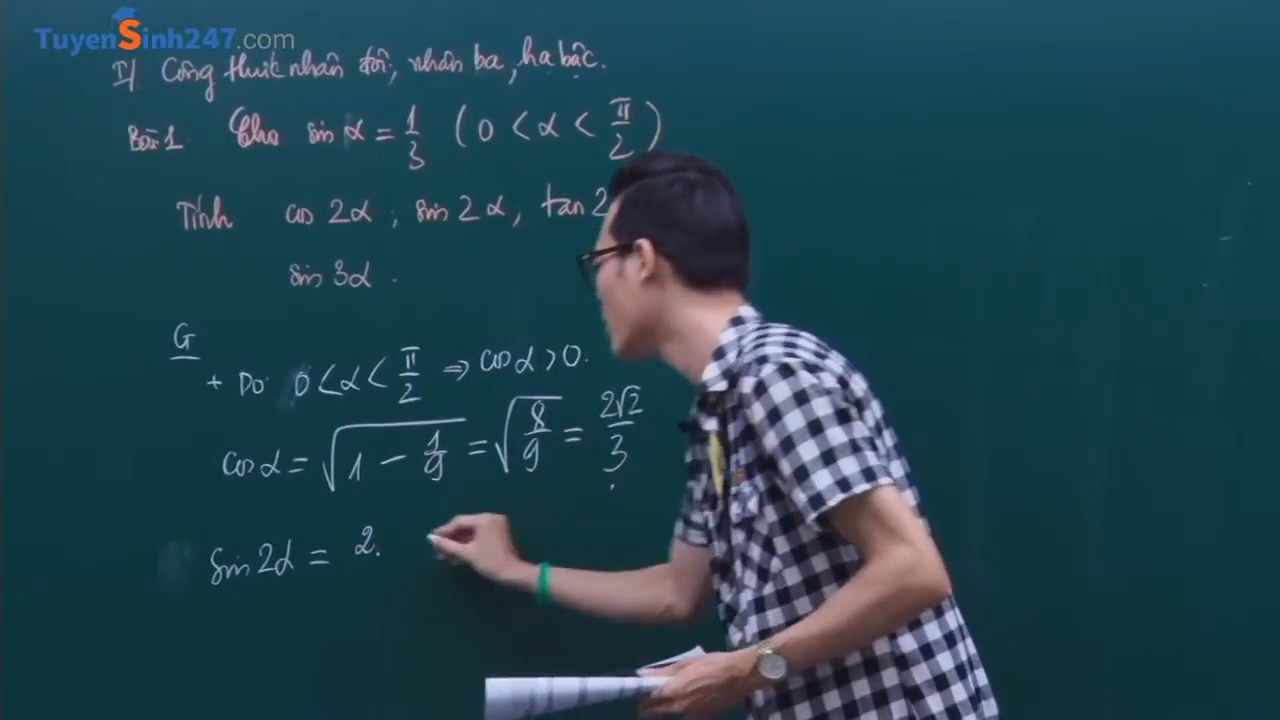 TuyenSinh247.com
II/ Công thức nhân đôi, nhân ba, hạ bậc.
Bài 1 Cho sin α = 1/3 (0 < α < π/2)
Tính cos 2α ; sin 2α , tan 2
sin 3α .
G
+ Do 0 < α < π/2 ⇒ cos α > 0.
cos α = √(1 − 1/9) = √(8/9) = 2√2/3
sin 2α = 2.